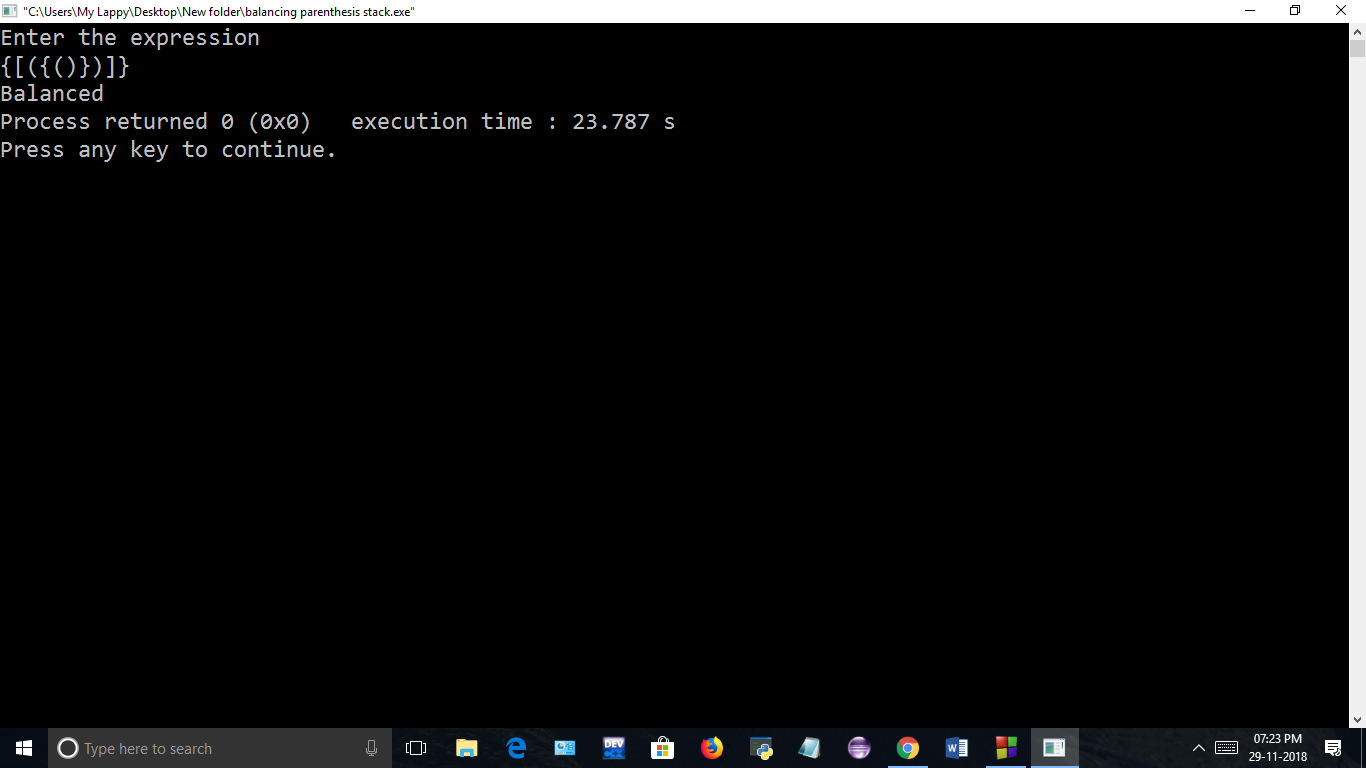 "C:\Users\My Lappy\Desktop\New folder\balancing parenthesis stack.exe"
Enter the expression
{[({()})]}
Balanced
Process returned 0 (0x0)   execution time : 23.787 s
Press any key to continue.
Type here to search
DEV
07:23 PM
29-11-2018